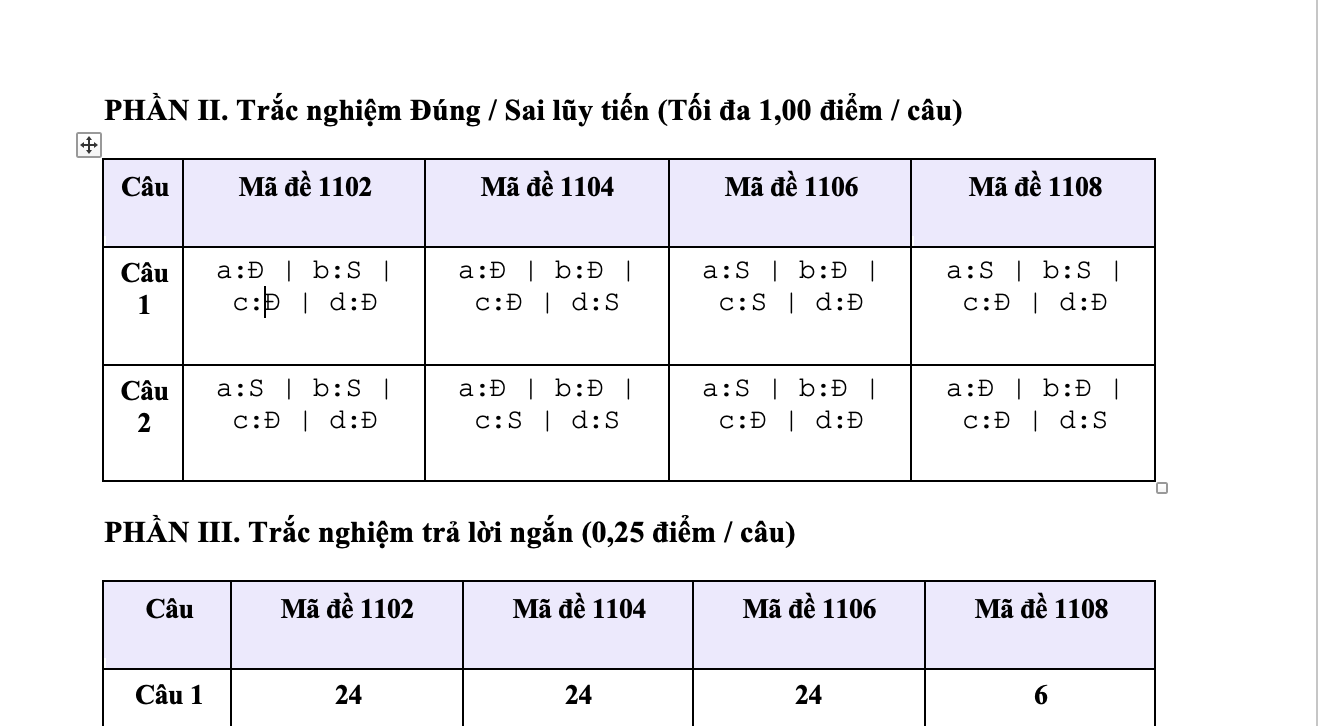 PHẦN II. Trắc nghiệm Đúng / Sai lũy tiến (Tối đa 1,00 điểm / câu)
Câu Mã đề 1102 Mã đề 1104 Mã đề 1106 Mã đề 1108
Câu a:Đ | b:S | a:Đ | b:Đ | a:S | b:Đ | a:S | b:S |
1 c:Đ | d:Đ c:Đ | d:S c:S | d:Đ c:Đ | d:Đ
Câu a:S | b:S | a:Đ | b:Đ | a:S | b:Đ | a:Đ | b:Đ |
2 c:Đ | d:Đ c:S | d:S c:Đ | d:Đ c:Đ | d:S
PHẦN III. Trắc nghiệm trả lời ngắn (0,25 điểm / câu)
Câu Mã đề 1102 Mã đề 1104 Mã đề 1106 Mã đề 1108
Câu 1 24 24 24 6